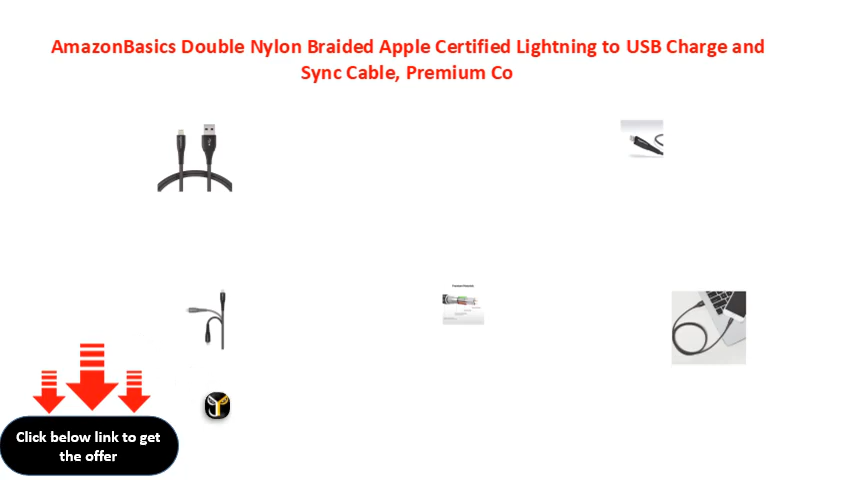 AmazonBasics Double Nylon Braided Apple Certified Lightning to USB Charge and
Sync Cable, Premium Co
Click below link to get
the offer